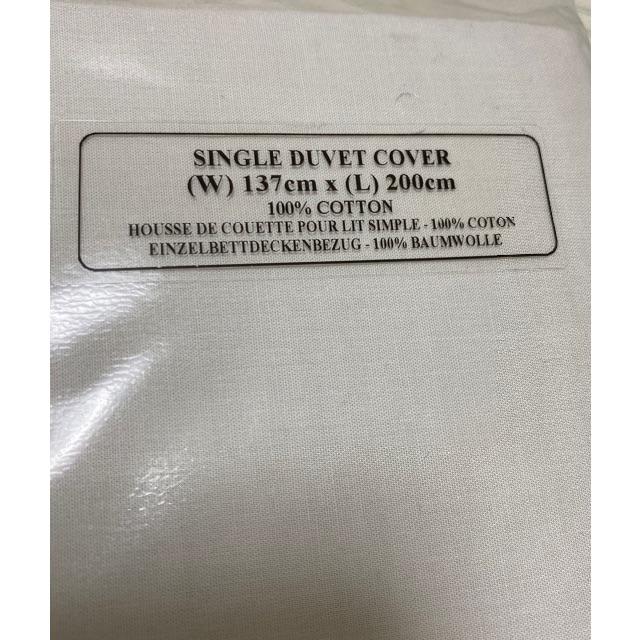 SINGLE DUVET COVER
(W) 137cm x (L) 200cm
100% COTTON
HOUSSE DE COUETTE POUR LIT SIMPLE - 100% COTON
EINZELBETTDECKENBEZUG - 100% BAUMWOLLE